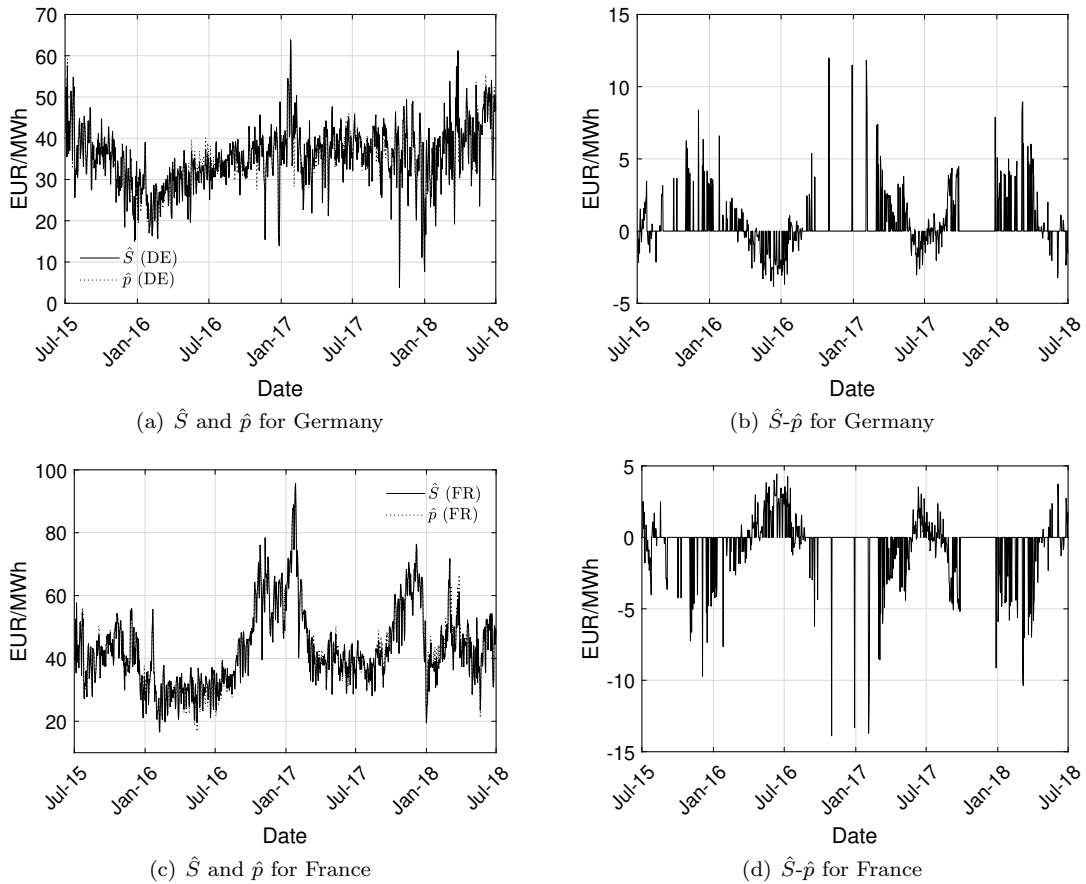 70
60
50
40
30
20
10
0
EUR/MWh
Ŝ (DE)
p̂ (DE)
Jul-15
Jan-16
Jul-16
Jan-17
Jul-17
Jan-18
Jul-18
Date
(a) Ŝ and p̂ for Germany
15
10
5
0
-5
EUR/MWh
Jul-15
Jan-16
Jul-16
Jan-17
Jul-17
Jan-18
Jul-18
Date
(b) Ŝ-p̂ for Germany
100
80
60
40
20
EUR/MWh
Ŝ (FR)
p̂ (FR)
Jul-15
Jan-16
Jul-16
Jan-17
Jul-17
Jan-18
Jul-18
Date
(c) Ŝ and p̂ for France
5
0
-5
-10
-15
EUR/MWh
Jul-15
Jan-16
Jul-16
Jan-17
Jul-17
Jan-18
Jul-18
Date
(d) Ŝ-p̂ for France